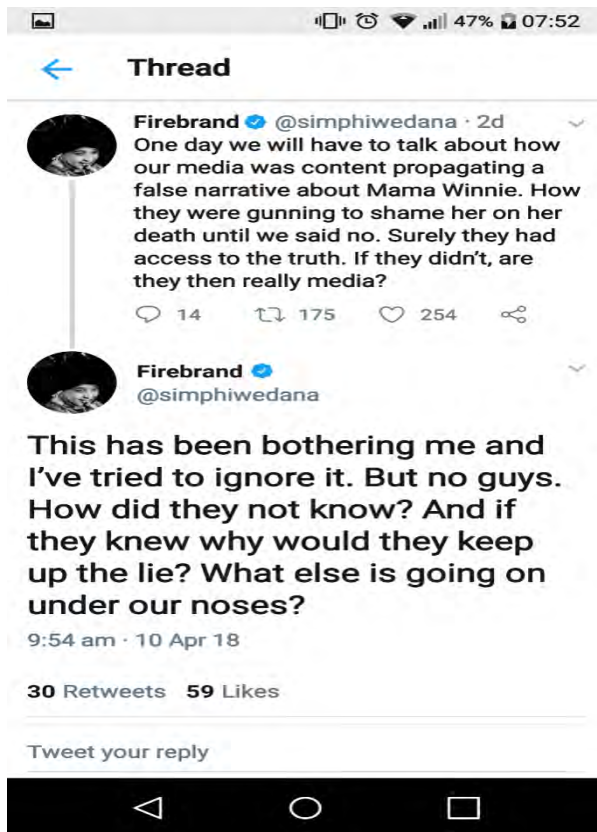 47% 07:52
Thread
Firebrand @simphiwedana · 2d
One day we will have to talk about how
our media was content propagating a
false narrative about Mama Winnie. How
they were gunning to shame her on her
death until we said no. Surely they had
access to the truth. If they didn't, are
they then really media?
14 175 254
Firebrand
@simphiwedana
This has been bothering me and
I've tried to ignore it. But no guys.
How did they not know? And if
they knew why would they keep
up the lie? What else is going on
under our noses?
9:54 am · 10 Apr 18
30 Retweets 59 Likes
Tweet your reply